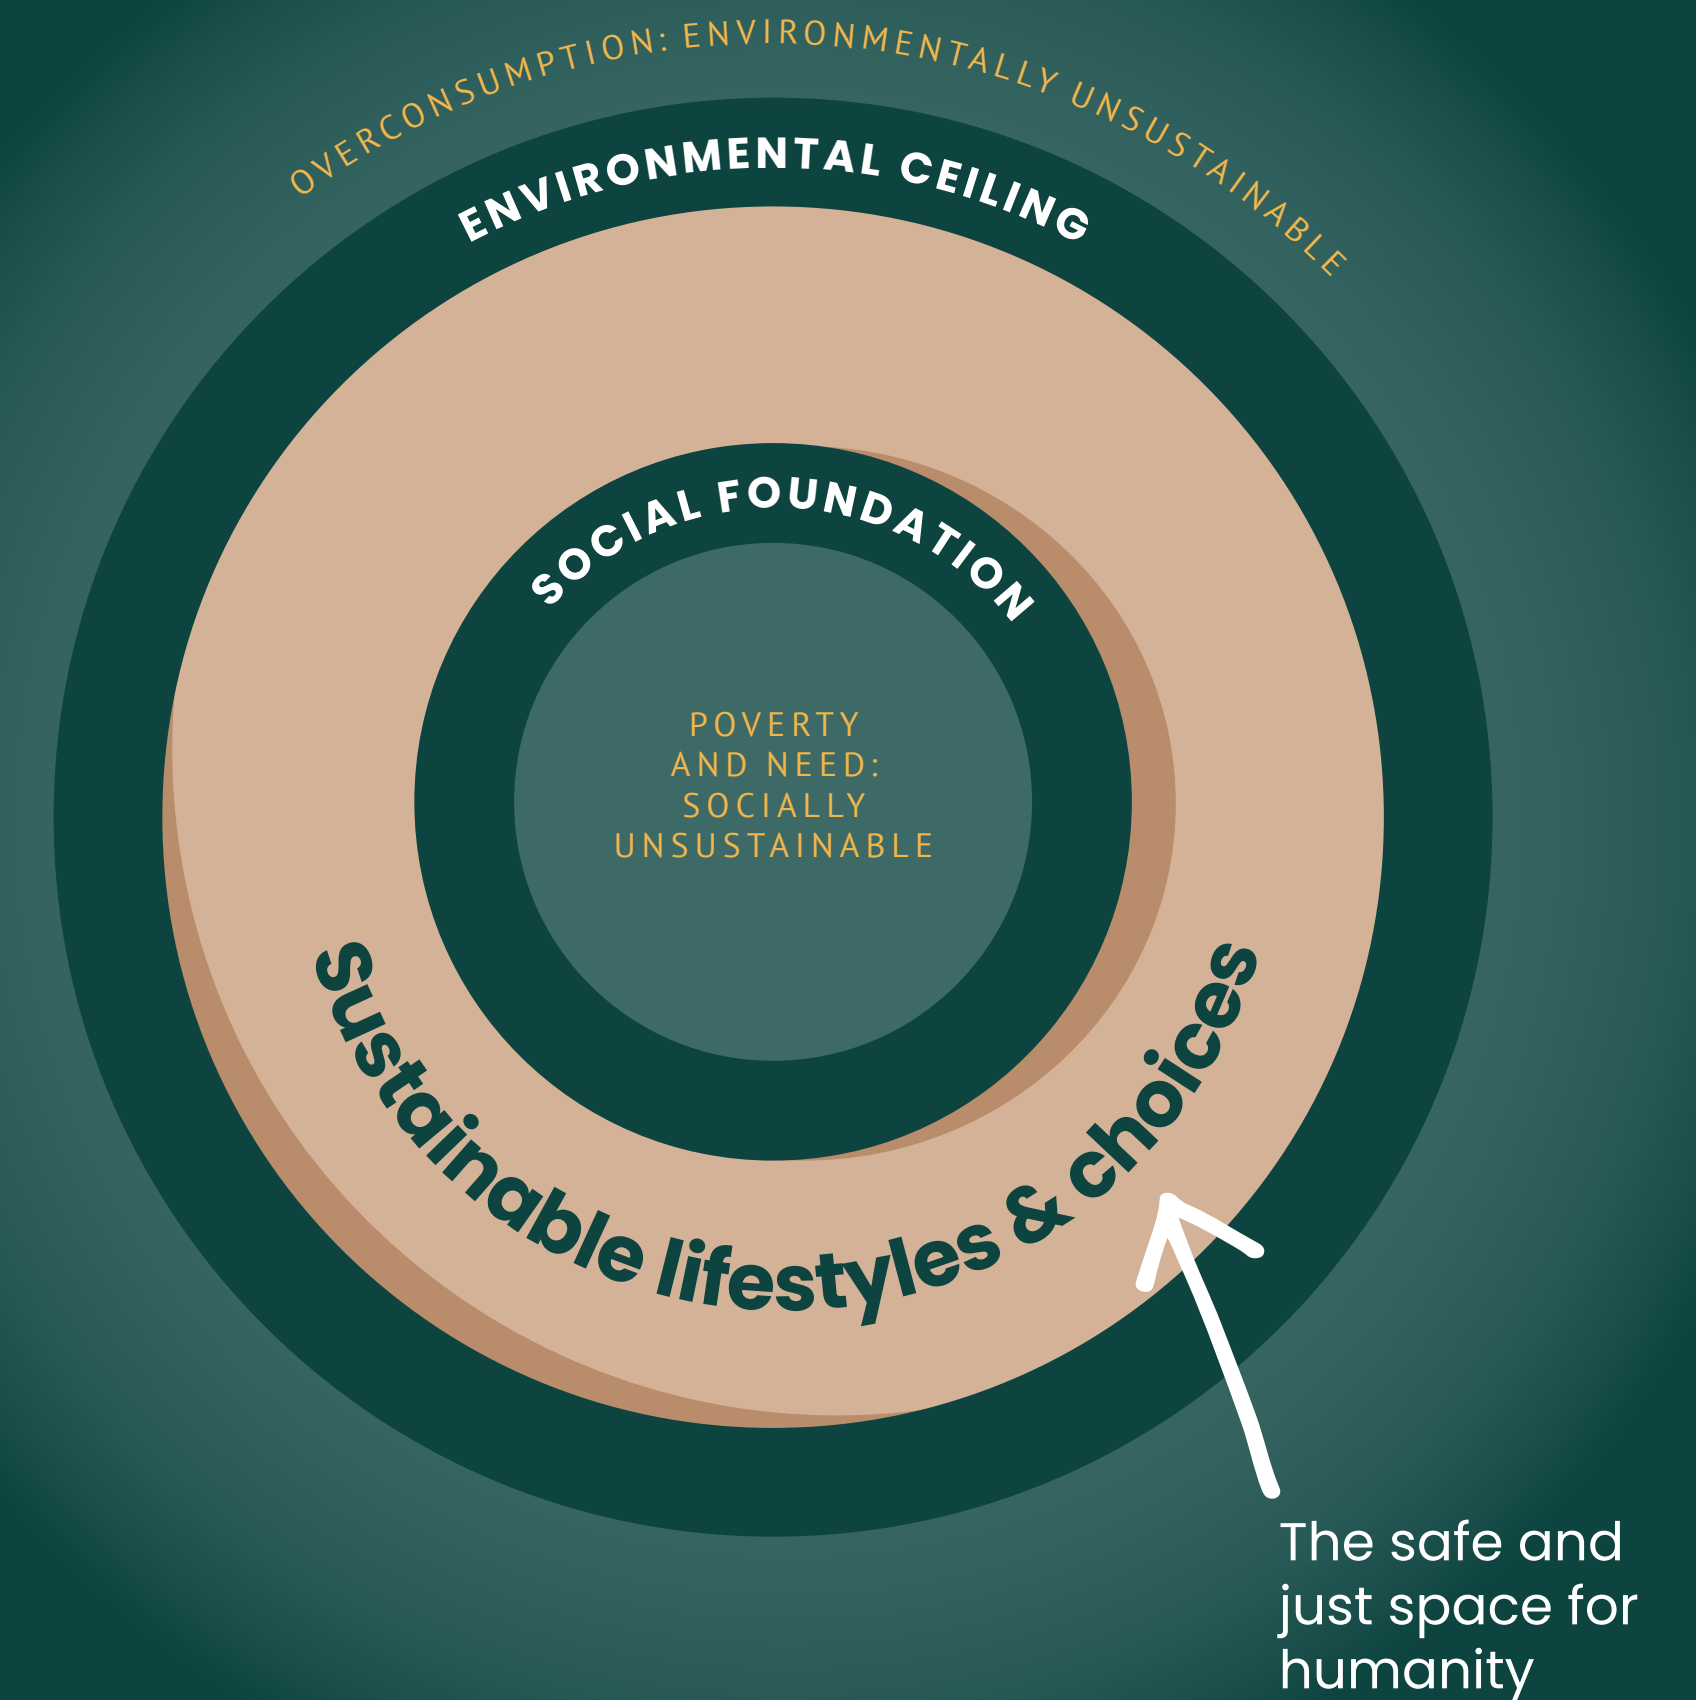 OVERCONSUMPTION: ENVIRONMENTALLY UNSUSTAINABLE
ENVIRONMENTAL CEILING
SOCIAL FOUNDATION
POVERTY
AND NEED:
SOCIALLY
UNSUSTAINABLE
Sustainable lifestyles & choices
The safe and
just space for
humanity